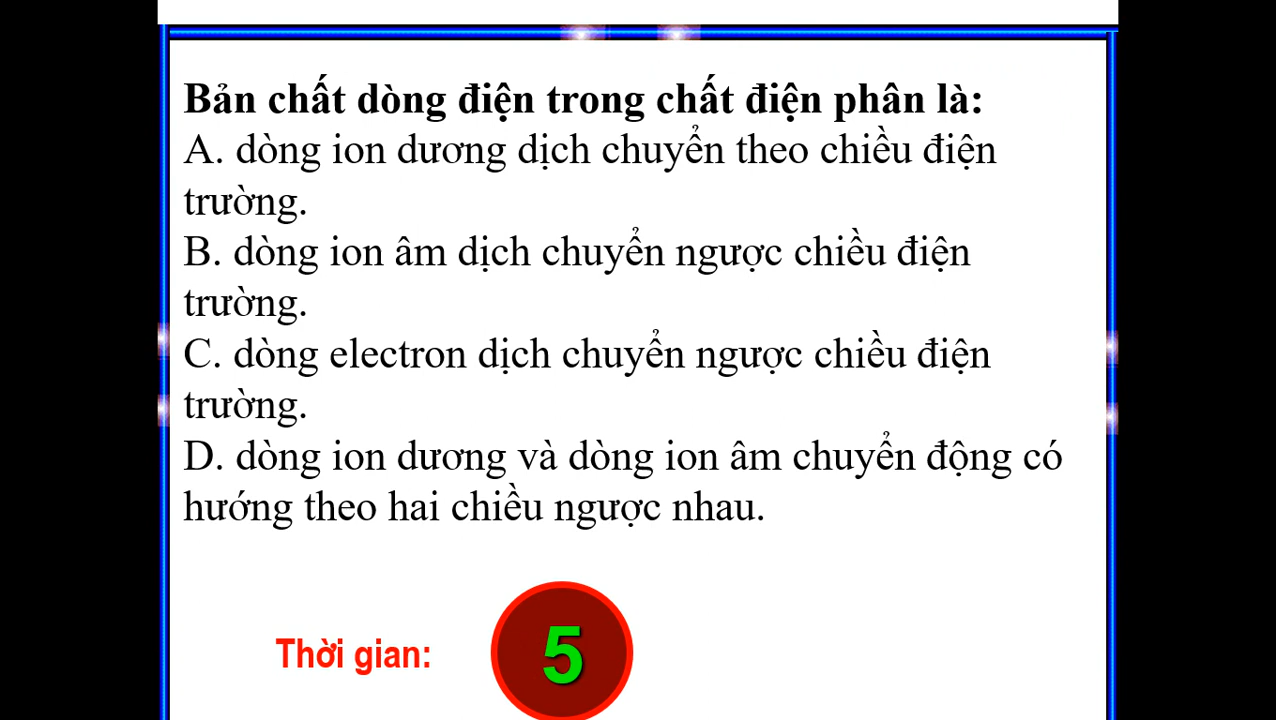 Bản chất dòng điện trong chất điện phân là:
A. dòng ion dương dịch chuyển theo chiều điện
trường.
B. dòng ion âm dịch chuyển ngược chiều điện
trường.
C. dòng electron dịch chuyển ngược chiều điện
trường.
D. dòng ion dương và dòng ion âm chuyển động có
hướng theo hai chiều ngược nhau.
Thời gian: 5